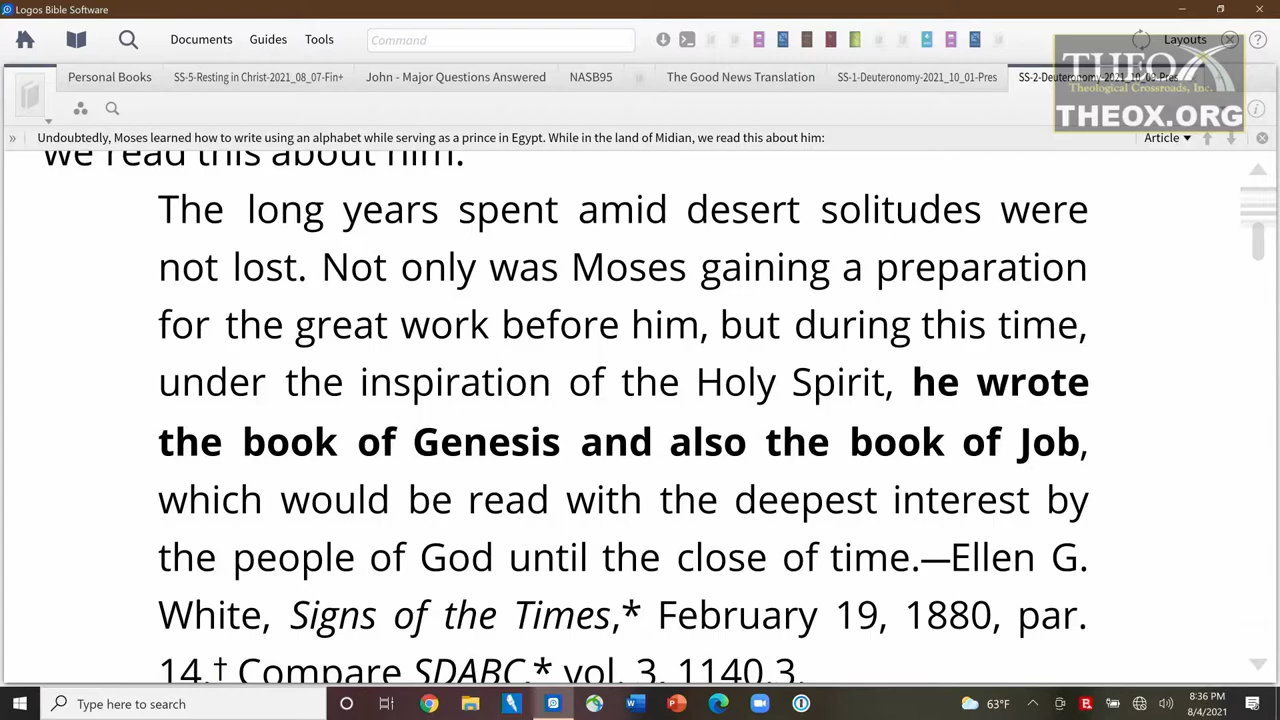 Logos Bible Software
Documents Guides Tools Command Layouts
Personal Books SS-5-Resting in Christ-2021_08_07-Fin+ John - Major Questions Answered NASB95 The Good News Translation SS-1-Deuteronomy-2021_10_01-Pres SS-2-Deuteronomy-2021_10_
THEOX
Theological Crossroads, Inc.
THEOX.ORG
Undoubtedly, Moses learned how to write using an alphabet while serving as a prince in Egypt. While in the land of Midian, we read this about him: Article
we read this about him:
The long years spent amid desert solitudes were
not lost. Not only was Moses gaining a preparation
for the great work before him, but during this time,
under the inspiration of the Holy Spirit, he wrote
the book of Genesis and also the book of Job,
which would be read with the deepest interest by
the people of God until the close of time.—Ellen G.
White, Signs of the Times,* February 19, 1880, par.
14.† Compare SDABC,* vol. 3, 1140.3.
Type here to search 63°F 8:36 PM
8/4/2021